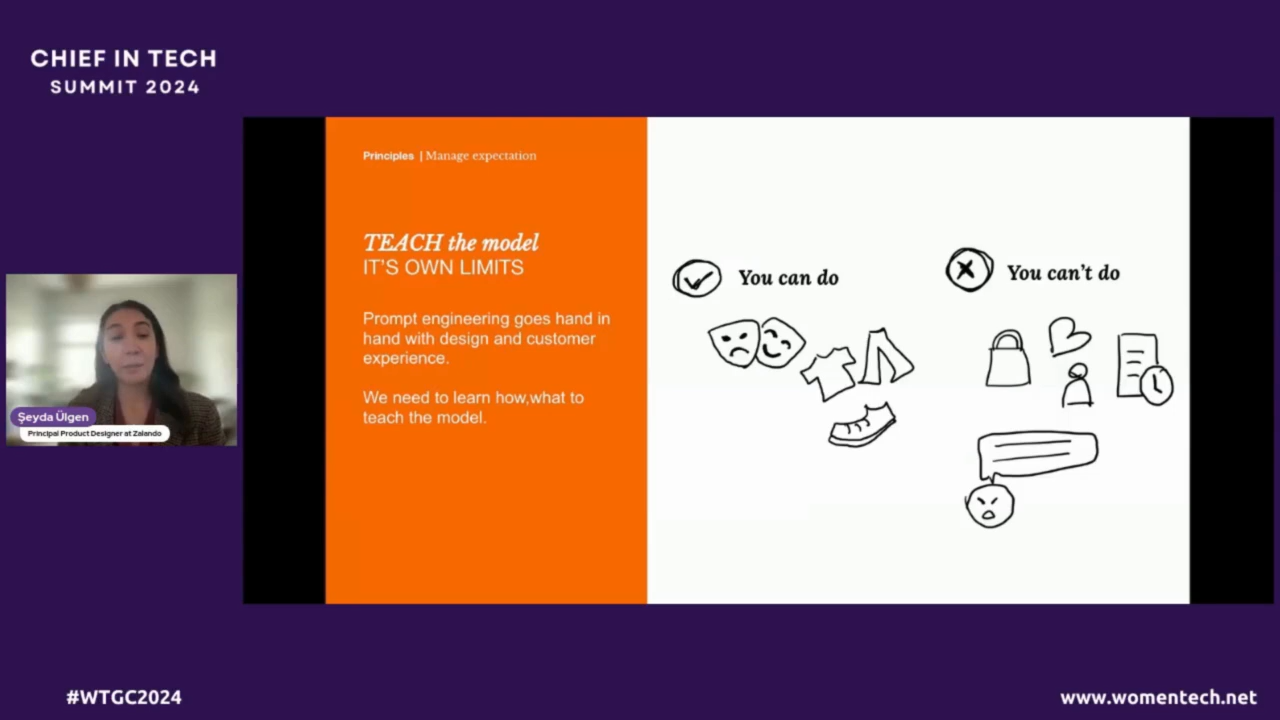 CHIEF IN TECH
SUMMIT 2024
Principles | Manage expectation
TEACH the model
IT'S OWN LIMITS
Prompt engineering goes hand in
hand with design and customer
experience.
We need to learn how,what to
teach the model.
You can do
You can't do
Şeyda Ülgen
Principal Product Designer at Zalando
#WTGC2024
www.womentech.net